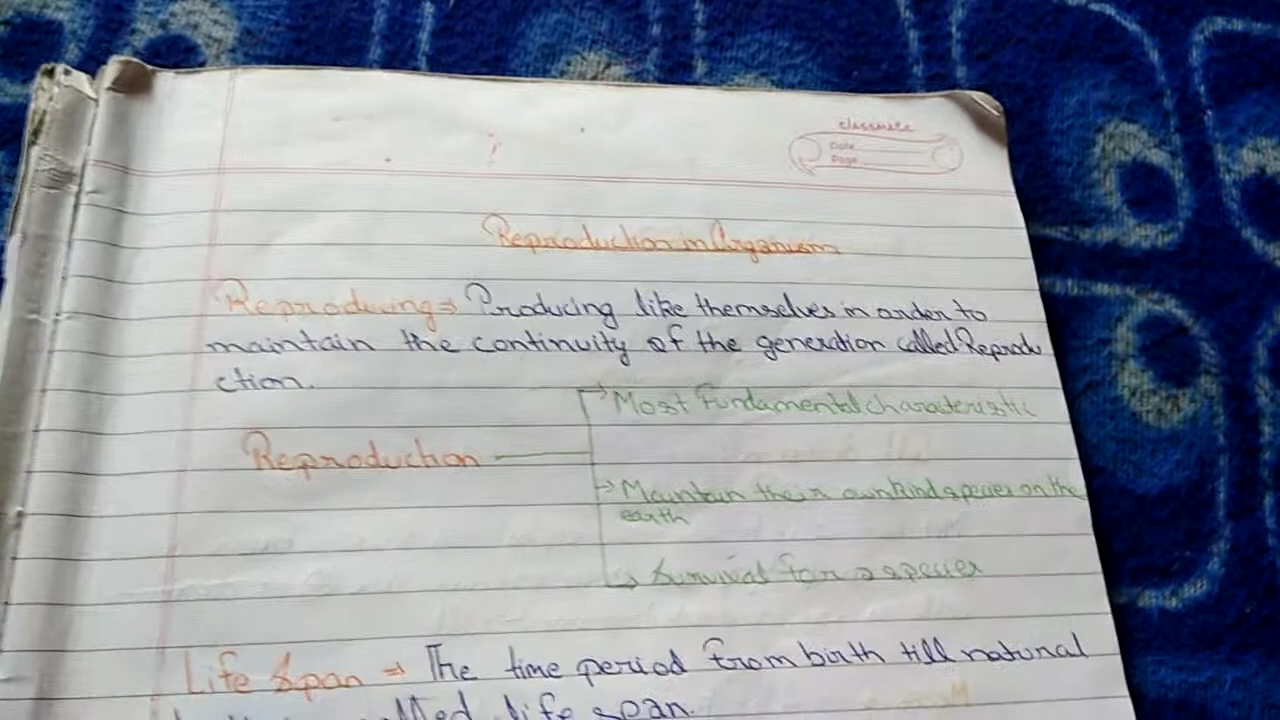 classmate
Date
Page
Reproduction in Organism
Reproducing ⇒ Producing like themselves in order to
maintain the continuity of the generation called Reprodu
ction.
→ Most Fundamental characteristic
Reproduction
→ Maintain their own kind species on the
earth
→ Survival for species
Life Span ⇒ The time period from birth till natural
called life span.